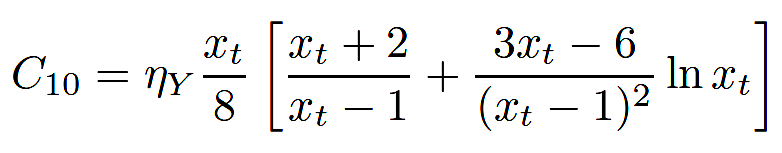 C_{10} = \eta_Y \frac{x_t}{8} \left[ \frac{x_t + 2}{x_t - 1} + \frac{3x_t - 6}{(x_t - 1)^2} \ln x_t \right]